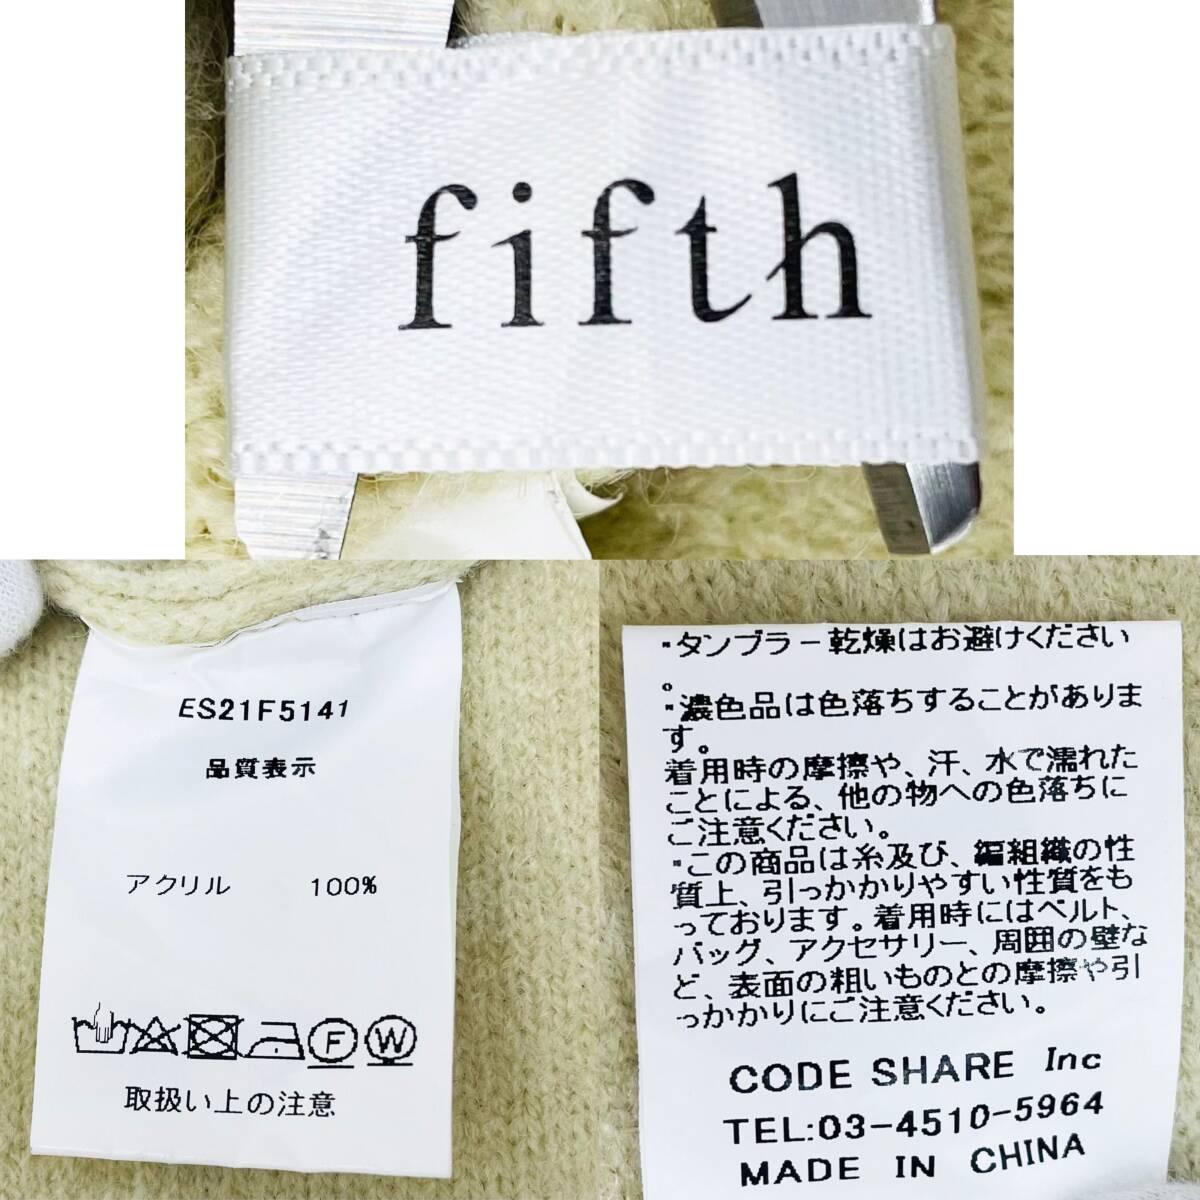 fifth
ES21F5141
品質表示
アクリル 100%
F W
取扱い上の注意
・タンブラー乾燥はお避けください
。
・濃色品は色落ちすることがありま
す。
着用時の摩擦や、汗、水で濡れた
ことによる、他の物への色落ちに
ご注意ください。
・この商品は糸及び、編組織の性
質上、引っかかりやすい性質をも
っております。着用時にはベルト、
バッグ、アクセサリー、周囲の壁な
ど、表面の粗いものとの摩擦や引
っかかりにご注意ください。
CODE SHARE Inc
TEL:03-4510-5964
MADE IN CHINA